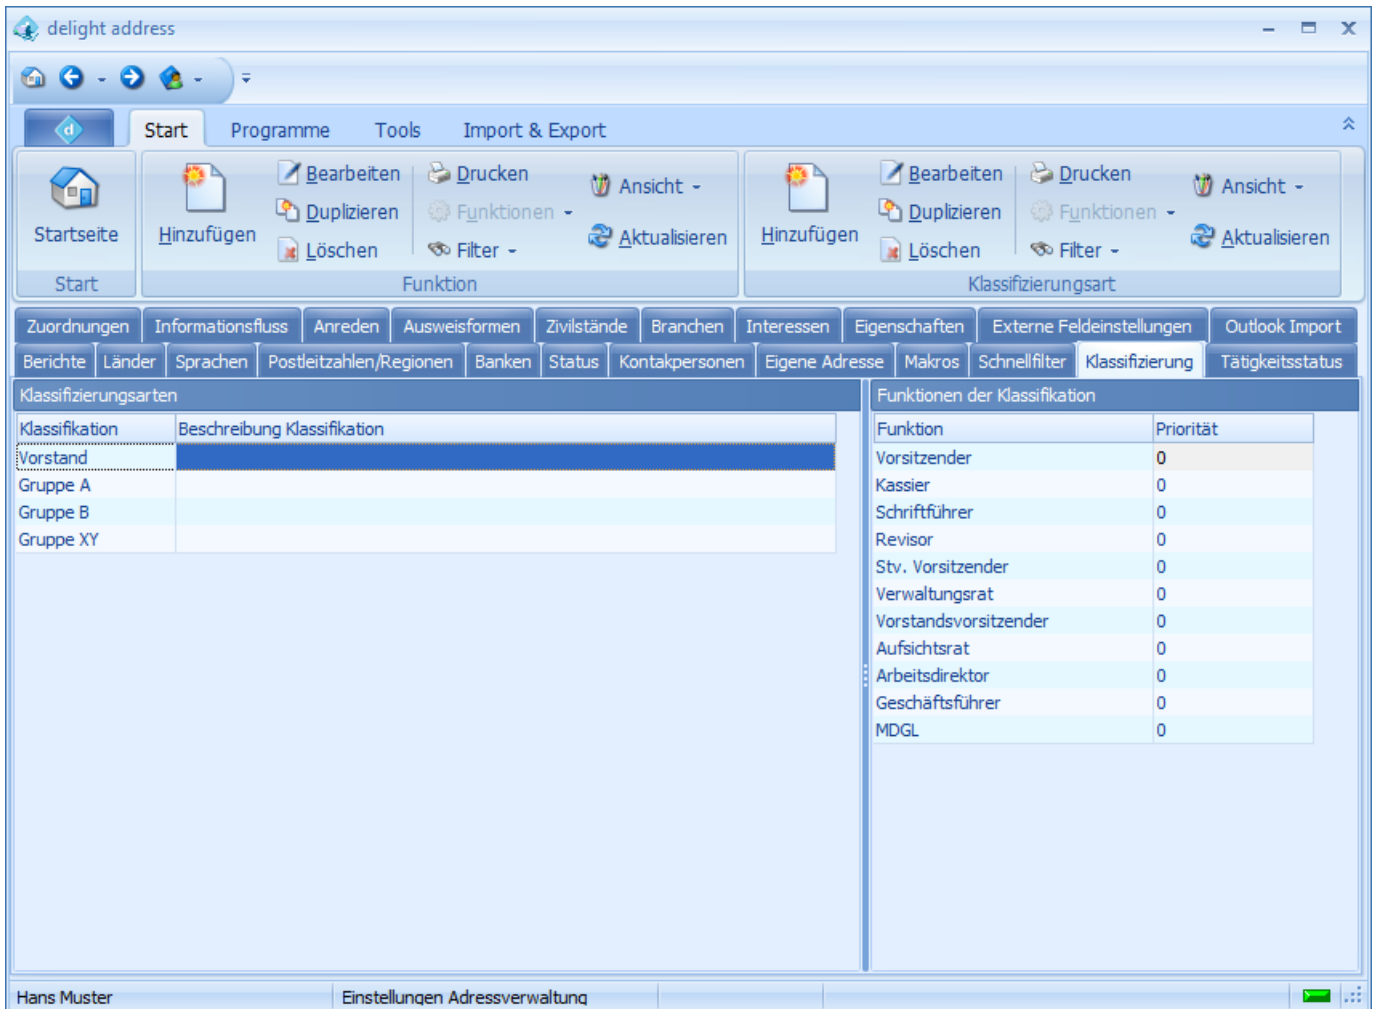 delight address
Start Programme Tools Import & Export
Startseite
Start
Hinzufügen
Bearbeiten
Duplizieren
Löschen
Drucken
Funktionen
Filter
Ansicht
Aktualisieren
Funktion
Hinzufügen
Bearbeiten
Duplizieren
Löschen
Drucken
Funktionen
Filter
Ansicht
Aktualisieren
Klassifizierungsart
Zuordnungen Informationsfluss Anreden Ausweisformen Zivilstände Branchen Interessen Eigenschaften Externe Feldeinstellungen Outlook Import
Berichte Länder Sprachen Postleitzahlen/Regionen Banken Status Kontakpersonen Eigene Adresse Makros Schnellfilter Klassifizierung Tätigkeitsstatus
Klassifizierungsarten
Klassifikation Beschreibung Klassifikation
Vorstand
Gruppe A
Gruppe B
Gruppe XY
Funktionen der Klassifikation
Funktion Priorität
Vorsitzender 0
Kassier 0
Schriftführer 0
Revisor 0
Stv. Vorsitzender 0
Verwaltungsrat 0
Vorstandsvorsitzender 0
Aufsichtsrat 0
Arbeitsdirektor 0
Geschäftsführer 0
MDGL 0
Hans Muster Einstellungen Adressverwaltung